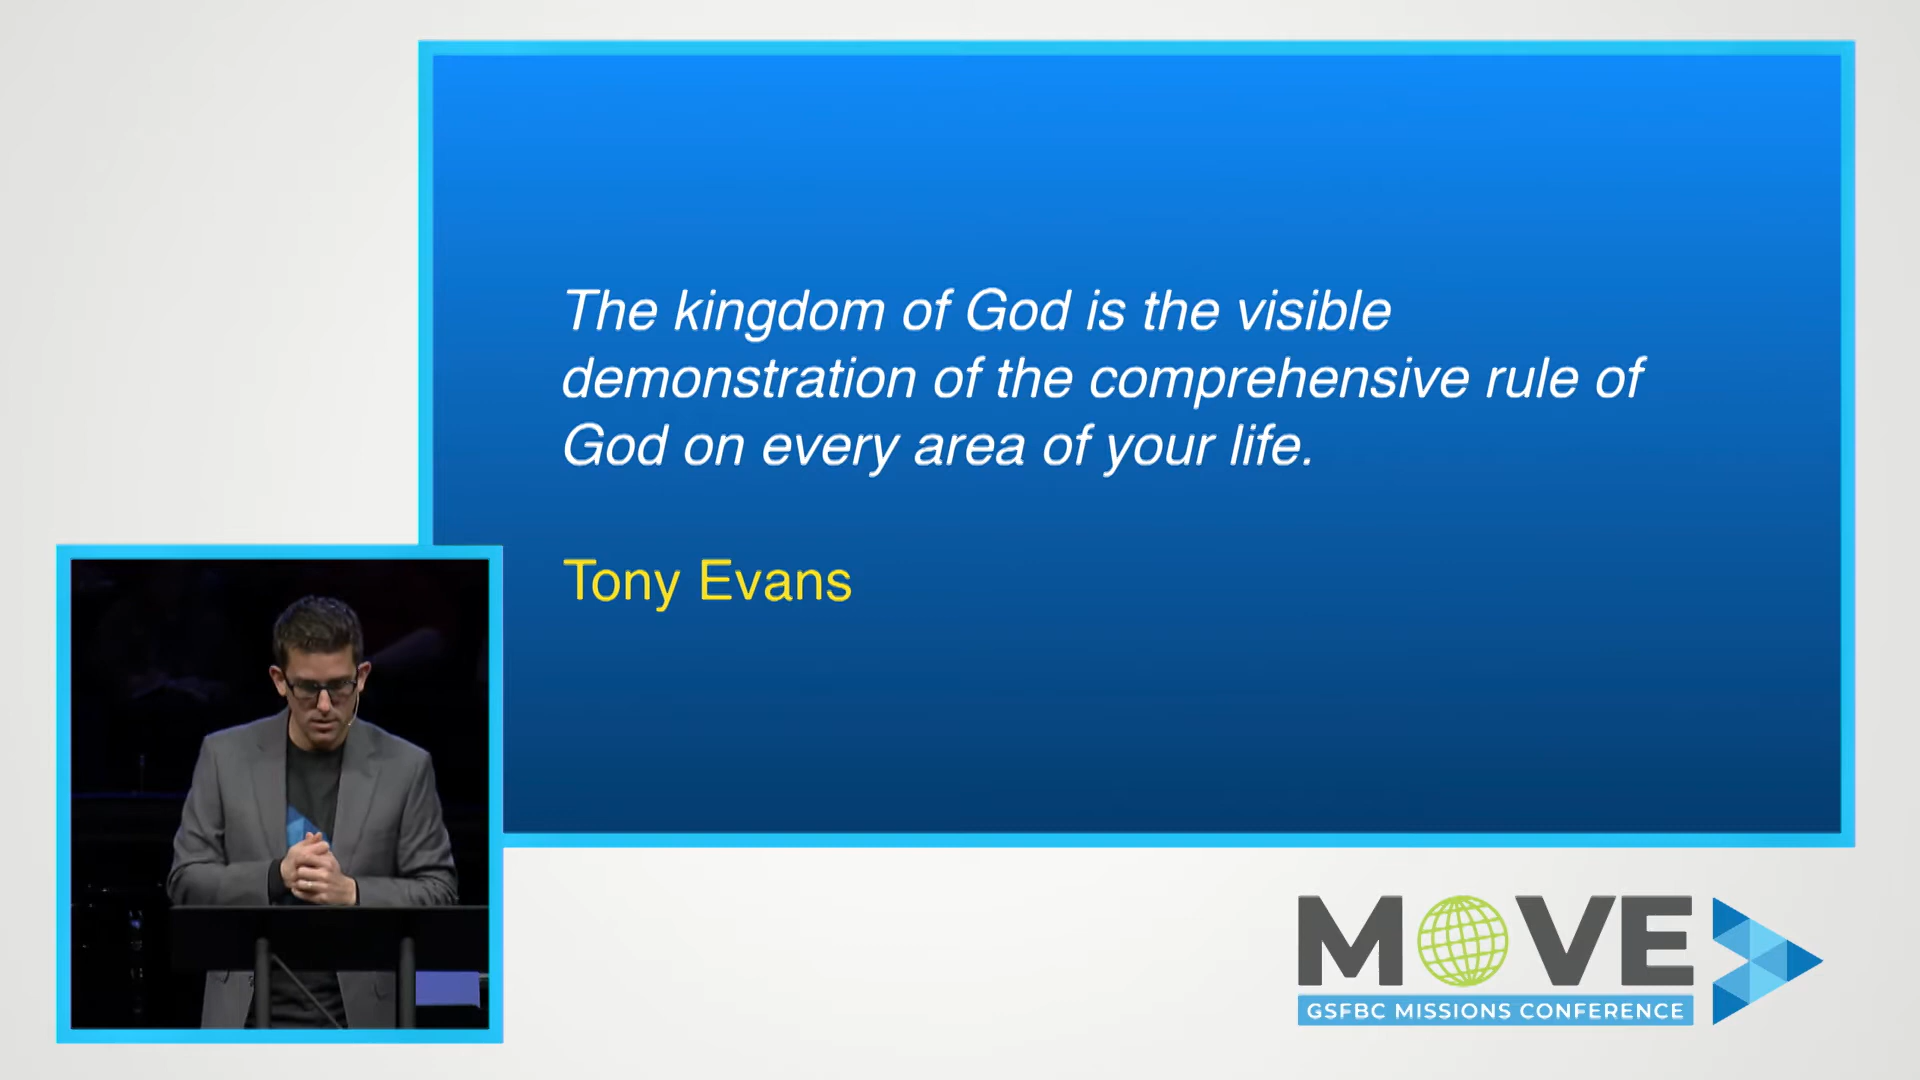 The kingdom of God is the visible
demonstration of the comprehensive rule of
God on every area of your life.
Tony Evans
MOVE
GSFBC MISSIONS CONFERENCE